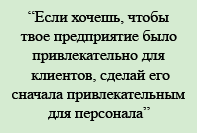 “Если хочешь, чтобы
твое предприятие было
привлекательно для
клиентов, сделай его
сначала привлекательным
для персонала”